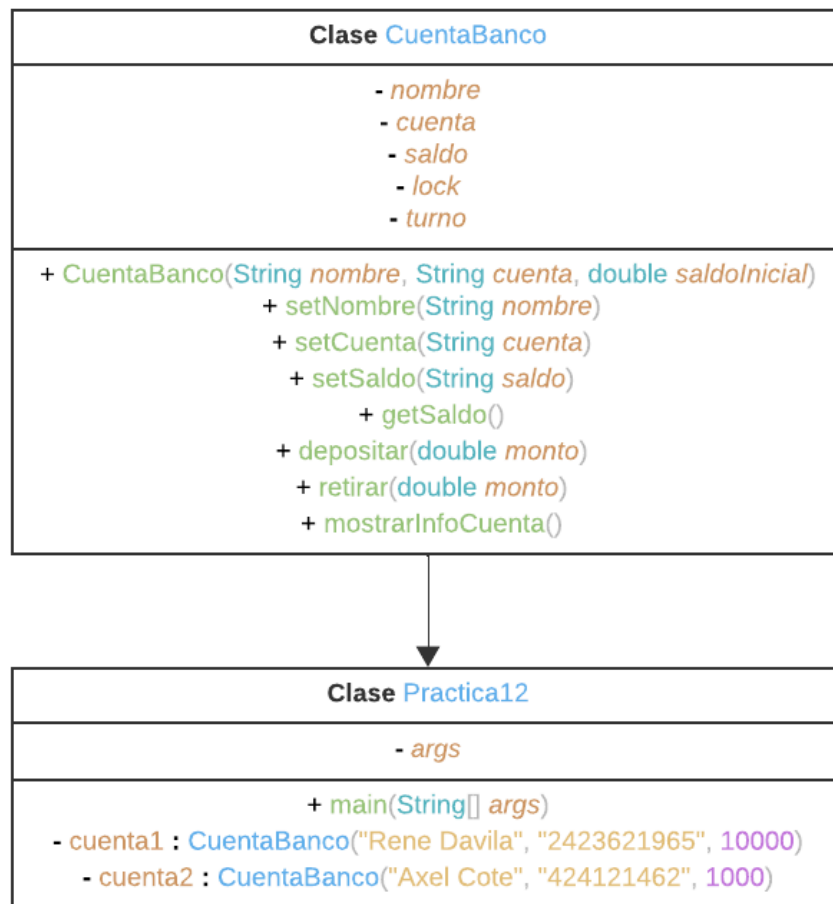 Clase CuentaBanco
- nombre
- cuenta
- saldo
- lock
- turno
+ CuentaBanco(String nombre, String cuenta, double saldoInicial)
+ setNombre(String nombre)
+ setCuenta(String cuenta)
+ setSaldo(String saldo)
+ getSaldo()
+ depositar(double monto)
+ retirar(double monto)
+ mostrarInfoCuenta()
Clase Practica12
- args
+ main(String[] args)
- cuenta1 : CuentaBanco("Rene Davila", "2423621965", 10000)
- cuenta2 : CuentaBanco("Axel Cote", "424121462", 1000)